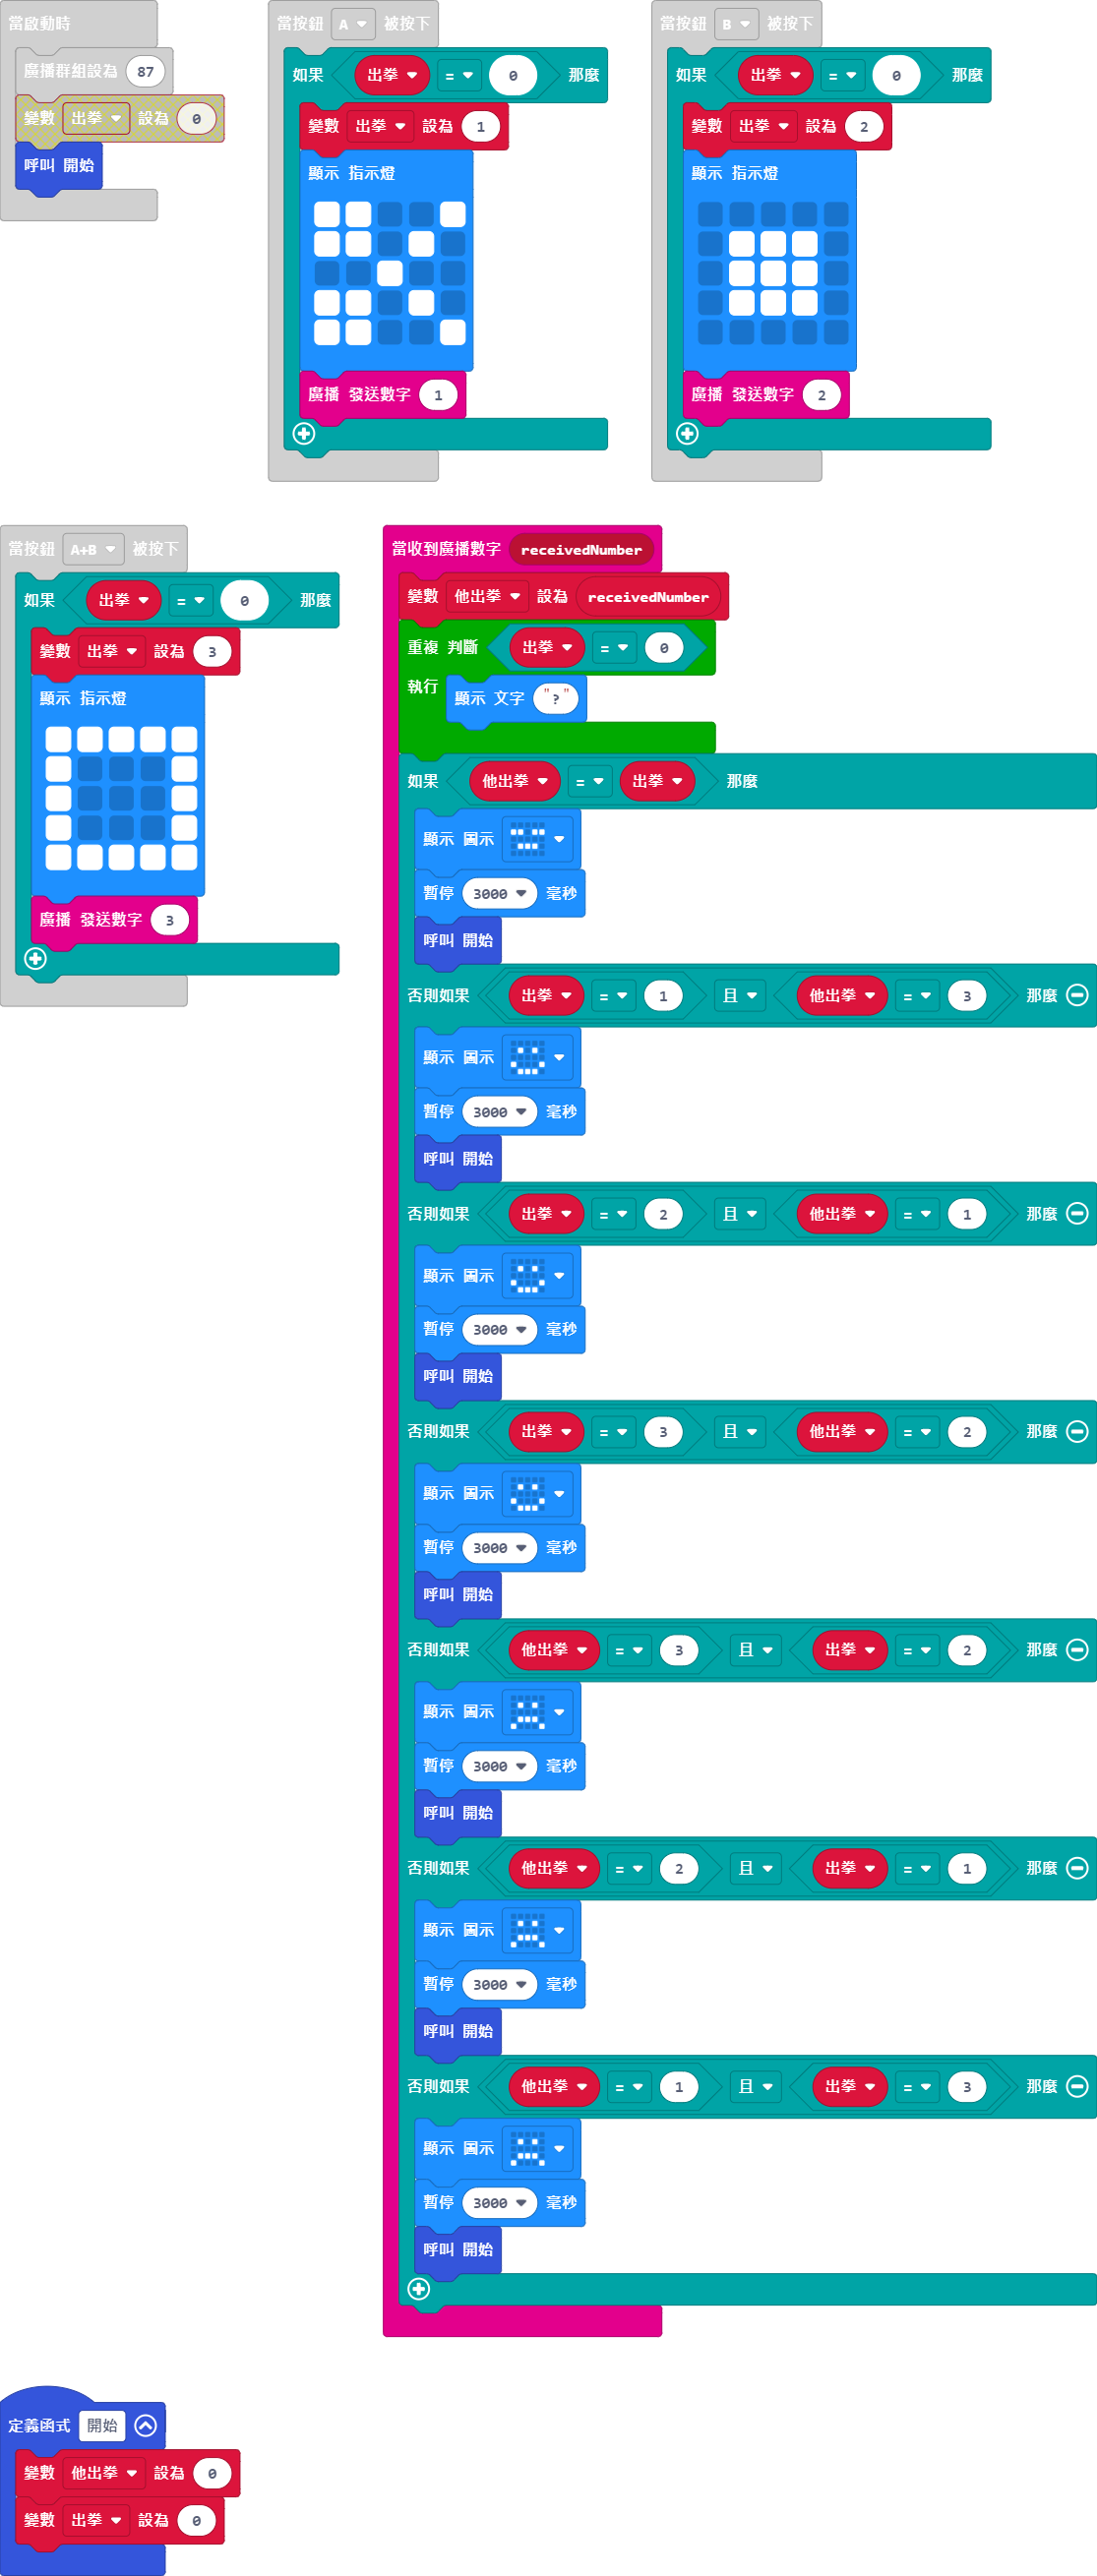 當啟動時
廣播群組設為 87
變數 出拳 設為 0
呼叫 開始
當按鈕 A 被按下
如果 出拳 = 0 那麼
變數 出拳 設為 1
顯示 指示燈
廣播 發送數字 1
當按鈕 B 被按下
如果 出拳 = 0 那麼
變數 出拳 設為 2
顯示 指示燈
廣播 發送數字 2
當按鈕 A+B 被按下
如果 出拳 = 0 那麼
變數 出拳 設為 3
顯示 指示燈
廣播 發送數字 3
當收到廣播數字 receivedNumber
變數 他出拳 設為 receivedNumber
重複 判斷 出拳 = 0
執行 顯示 文字 "?"
如果 他出拳 = 出拳 那麼
顯示 圖示
暫停 3000 毫秒
呼叫 開始
否則如果 出拳 = 1 且 他出拳 = 3 那麼
顯示 圖示
暫停 3000 毫秒
呼叫 開始
否則如果 出拳 = 2 且 他出拳 = 1 那麼
顯示 圖示
暫停 3000 毫秒
呼叫 開始
否則如果 出拳 = 3 且 他出拳 = 2 那麼
顯示 圖示
暫停 3000 毫秒
呼叫 開始
否則如果 他出拳 = 3 且 出拳 = 2 那麼
顯示 圖示
暫停 3000 毫秒
呼叫 開始
否則如果 他出拳 = 2 且 出拳 = 1 那麼
顯示 圖示
暫停 3000 毫秒
呼叫 開始
否則如果 他出拳 = 1 且 出拳 = 3 那麼
顯示 圖示
暫停 3000 毫秒
呼叫 開始
定義函式 開始
變數 他出拳 設為 0
變數 出拳 設為 0